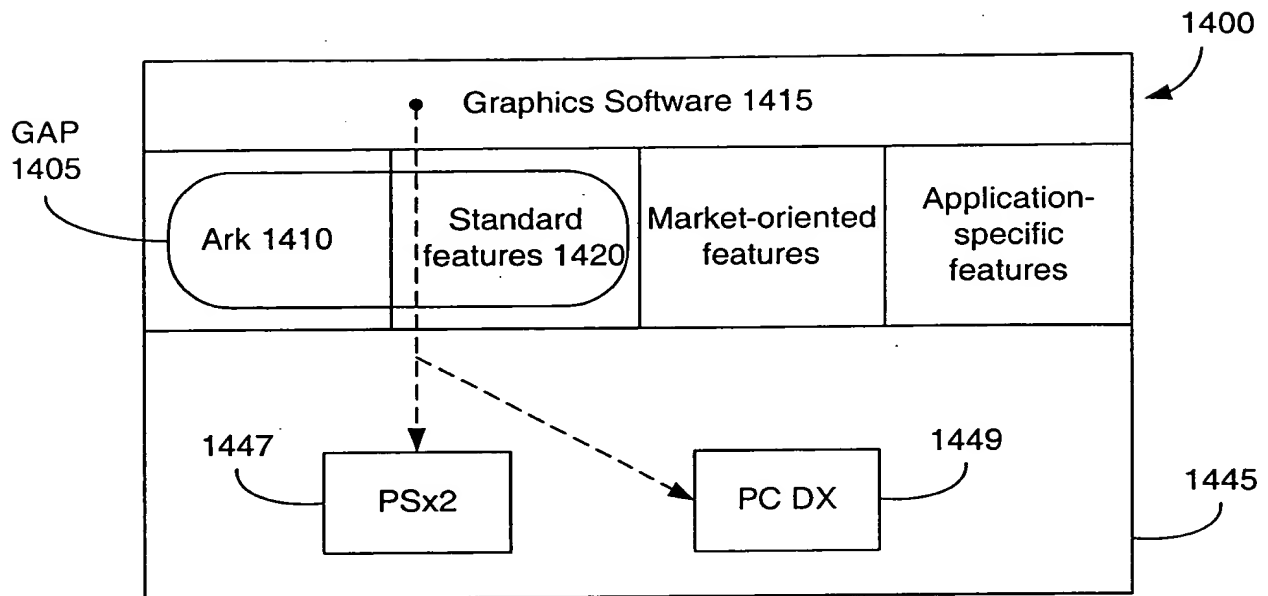 1400
Graphics Software 1415
GAP
1405
Ark 1410
Standard
features 1420
Market-oriented
features
Application-
specific
features
1447
PSx2
PC DX
1449
1445